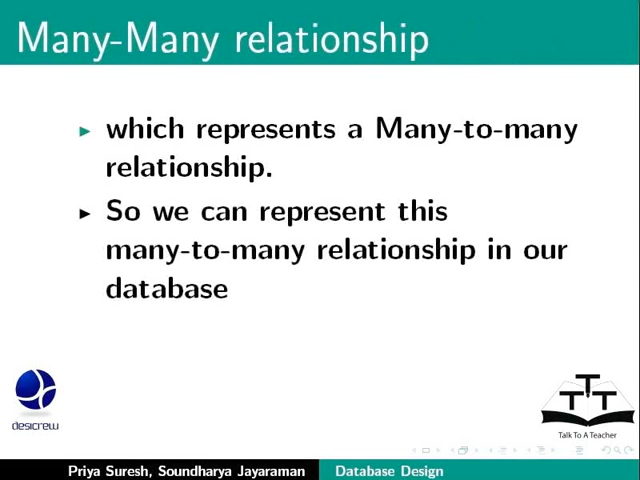 Many-Many relationship
which represents a Many-to-many
relationship.
So we can represent this
many-to-many relationship in our
database
desicrew
T T T
Talk To A Teacher
Priya Suresh, Soundharya Jayaraman Database Design